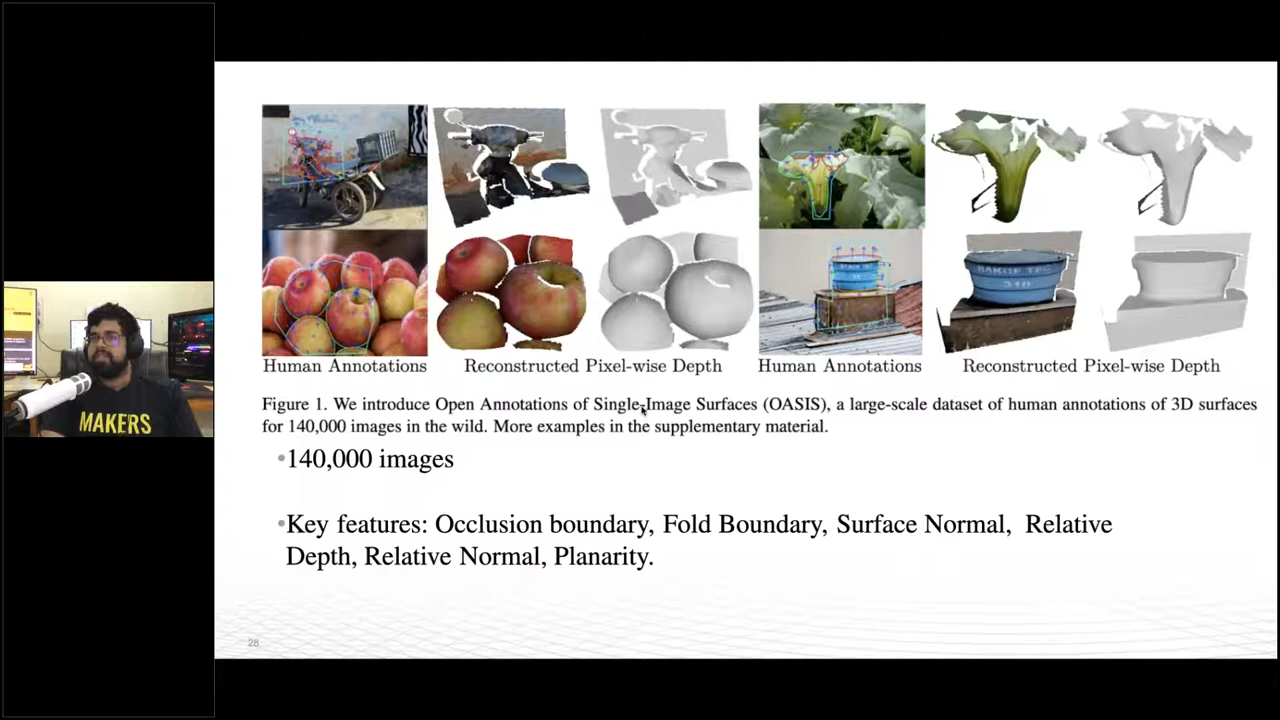 MAKERS
BAKOF TEC
310
Human Annotations
Reconstructed Pixel-wise Depth
Human Annotations
Reconstructed Pixel-wise Depth
Figure 1. We introduce Open Annotations of Single-Image Surfaces (OASIS), a large-scale dataset of human annotations of 3D surfaces
for 140,000 images in the wild. More examples in the supplementary material.
•140,000 images
•Key features: Occlusion boundary, Fold Boundary, Surface Normal, Relative
Depth, Relative Normal, Planarity.
28